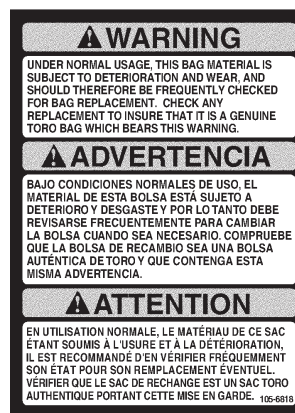 WARNING
UNDER NORMAL USAGE, THIS BAG MATERIAL IS
SUBJECT TO DETERIORATION AND WEAR, AND
SHOULD THEREFORE BE FREQUENTLY CHECKED
FOR BAG REPLACEMENT. CHECK ANY
REPLACEMENT TO INSURE THAT IT IS A GENUINE
TORO BAG WHICH BEARS THIS WARNING.
ADVERTENCIA
BAJO CONDICIONES NORMALES DE USO, EL
MATERIAL DE ESTA BOLSA ESTÁ SUJETO A
DETERIORO Y DESGASTE Y POR LO TANTO DEBE
REVISARSE FRECUENTEMENTE PARA CAMBIAR
LA BOLSA CUANDO SEA NECESARIO. COMPRUEBE
QUE LA BOLSA DE RECAMBIO SEA UNA BOLSA
AUTÉNTICA DE TORO Y QUE CONTENGA ESTA
MISMA ADVERTENCIA.
ATTENTION
EN UTILISATION NORMALE, LE MATÉRIAU DE CE SAC
ÉTANT SOUMIS À L'USURE ET À LA DÉTÉRIORATION,
IL EST RECOMMANDÉ D'EN VÉRIFIER FRÉQUEMMENT
SON ÉTAT POUR SON REMPLACEMENT ÉVENTUEL.
VÉRIFIER QUE LE SAC DE RECHANGE EST UN SAC TORO
AUTHENTIQUE PORTANT CETTE MISE EN GARDE. 105-6818